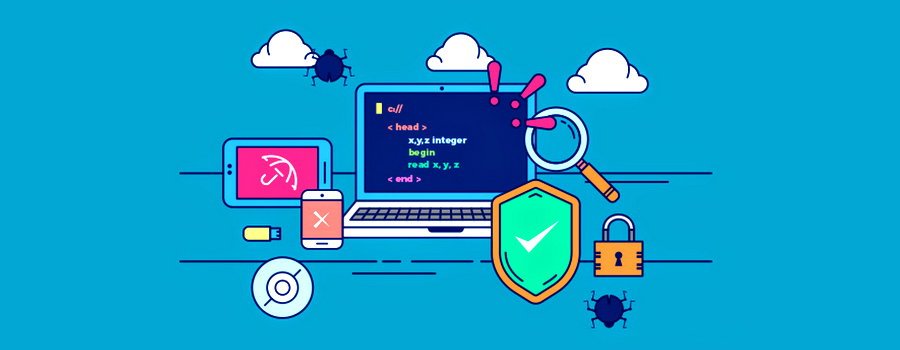 c://
< head >
x,y,z integer
begin
read x, y, z
< end >